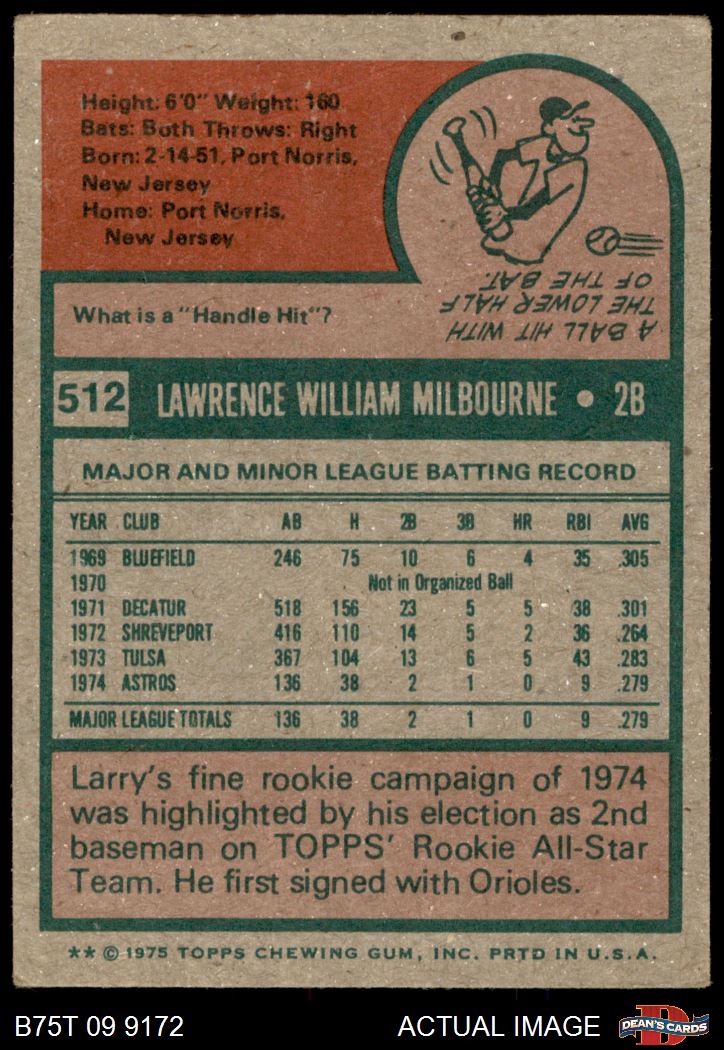 Height: 6'0" Weight: 160
Bats: Both Throws: Right
Born: 2-14-51, Port Norris,
New Jersey
Home: Port Norris,
New Jersey
What is a "Handle Hit"?
A BALL HIT WITH
THE LOWER HALF
OF THE BAT.
512 LAWRENCE WILLIAM MILBOURNE • 2B
MAJOR AND MINOR LEAGUE BATTING RECORD
YEAR CLUB AB H 2B 3B HR RBI AVG
1969 BLUEFIELD 246 75 10 6 4 35 .305
1970 Not in Organized Ball
1971 DECATUR 518 156 23 5 5 38 .301
1972 SHREVEPORT 416 110 14 5 2 36 .264
1973 TULSA 367 104 13 6 5 43 .283
1974 ASTROS 136 38 2 1 0 9 .279
MAJOR LEAGUE TOTALS 136 38 2 1 0 9 .279
Larry's fine rookie campaign of 1974
was highlighted by his election as 2nd
baseman on TOPPS' Rookie All-Star
Team. He first signed with Orioles.
** © 1975 TOPPS CHEWING GUM, INC. PRTD IN U.S.A.
B75T 09 9172 ACTUAL IMAGE DEAN'S CARDS